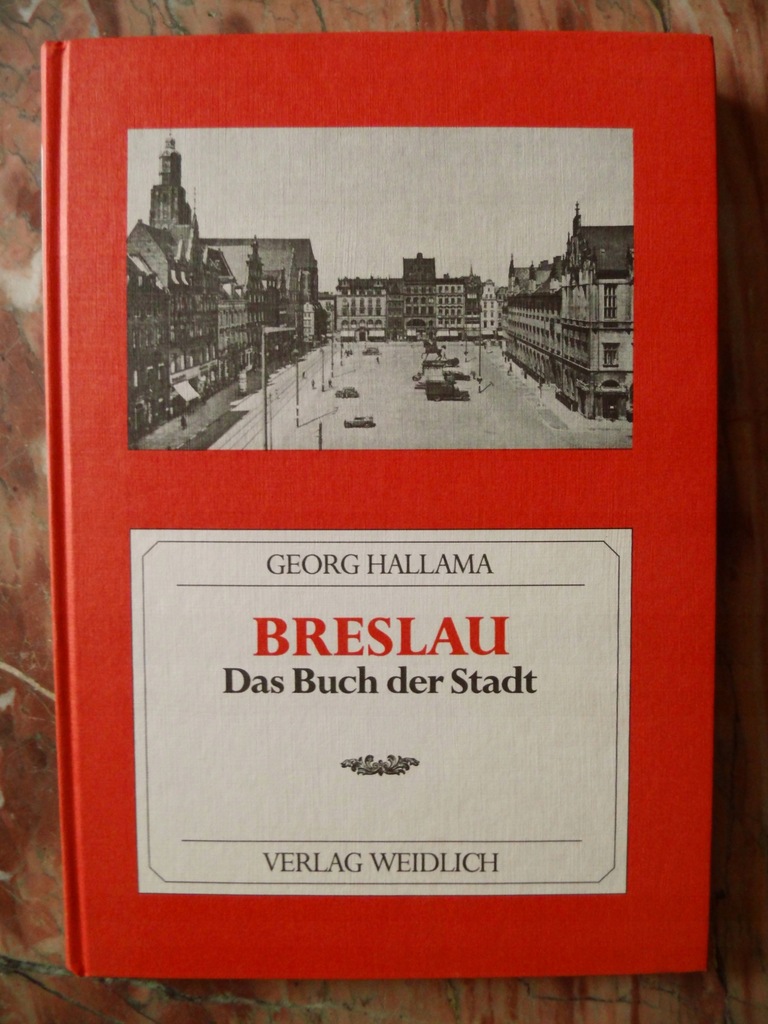 GEORG HALLAMA
BRESLAU
Das Buch der Stadt
VERLAG WEIDLICH